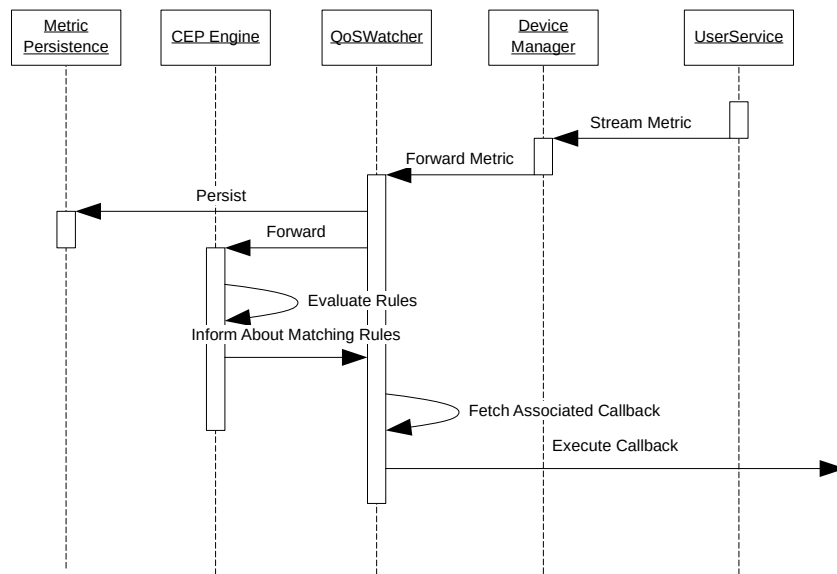 Metric
Persistence
CEP Engine
QoSWatcher
Device
Manager
UserService
Stream Metric
Forward Metric
Persist
Forward
Evaluate Rules
Inform About Matching Rules
Fetch Associated Callback
Execute Callback